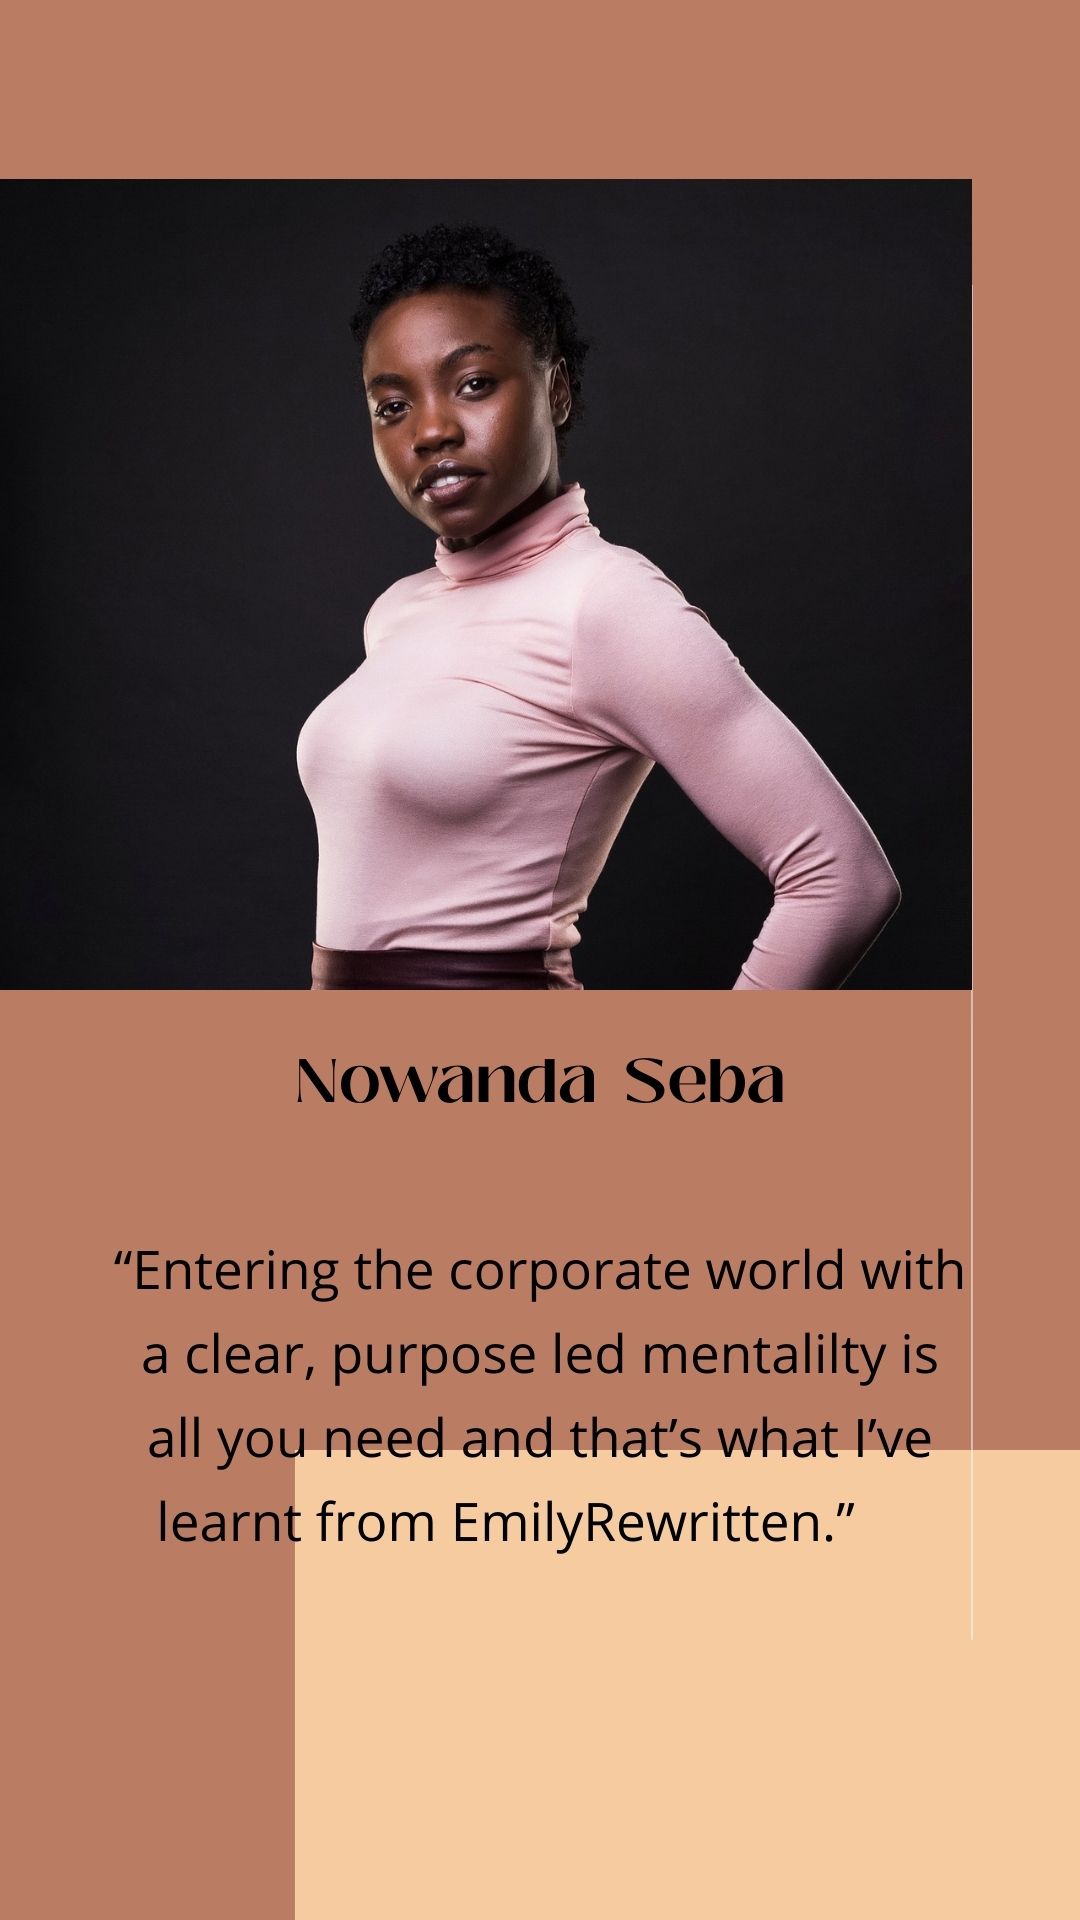 Nowanda Seba
“Entering the corporate world with
a clear, purpose led mentalilty is
all you need and that’s what I’ve
learnt from EmilyRewritten.”